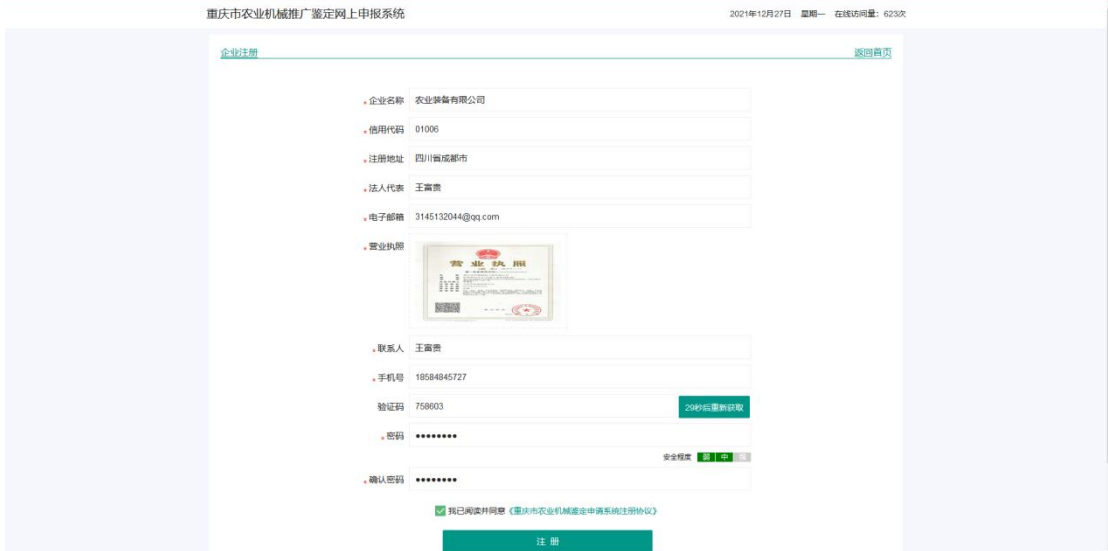 重庆市农业机械推广鉴定网上申报系统 2021年12月27日 星期一 在线访问量：623次
企业注册 返回首页
*企业名称 农业装备有限公司
*信用代码 01006
*注册地址 四川省成都市
*法人代表 王富贵
*电子邮箱 3145132044@qq.com
*营业执照
营业执照
*联系人 王富贵
*手机号 18584845727
验证码 758603 29秒后重新获取
*密码 ●●●●●●●●
安全程度 弱 中 强
*确认密码 ●●●●●●●●
我已阅读并同意《重庆市农业机械鉴定申请系统注册协议》
注 册